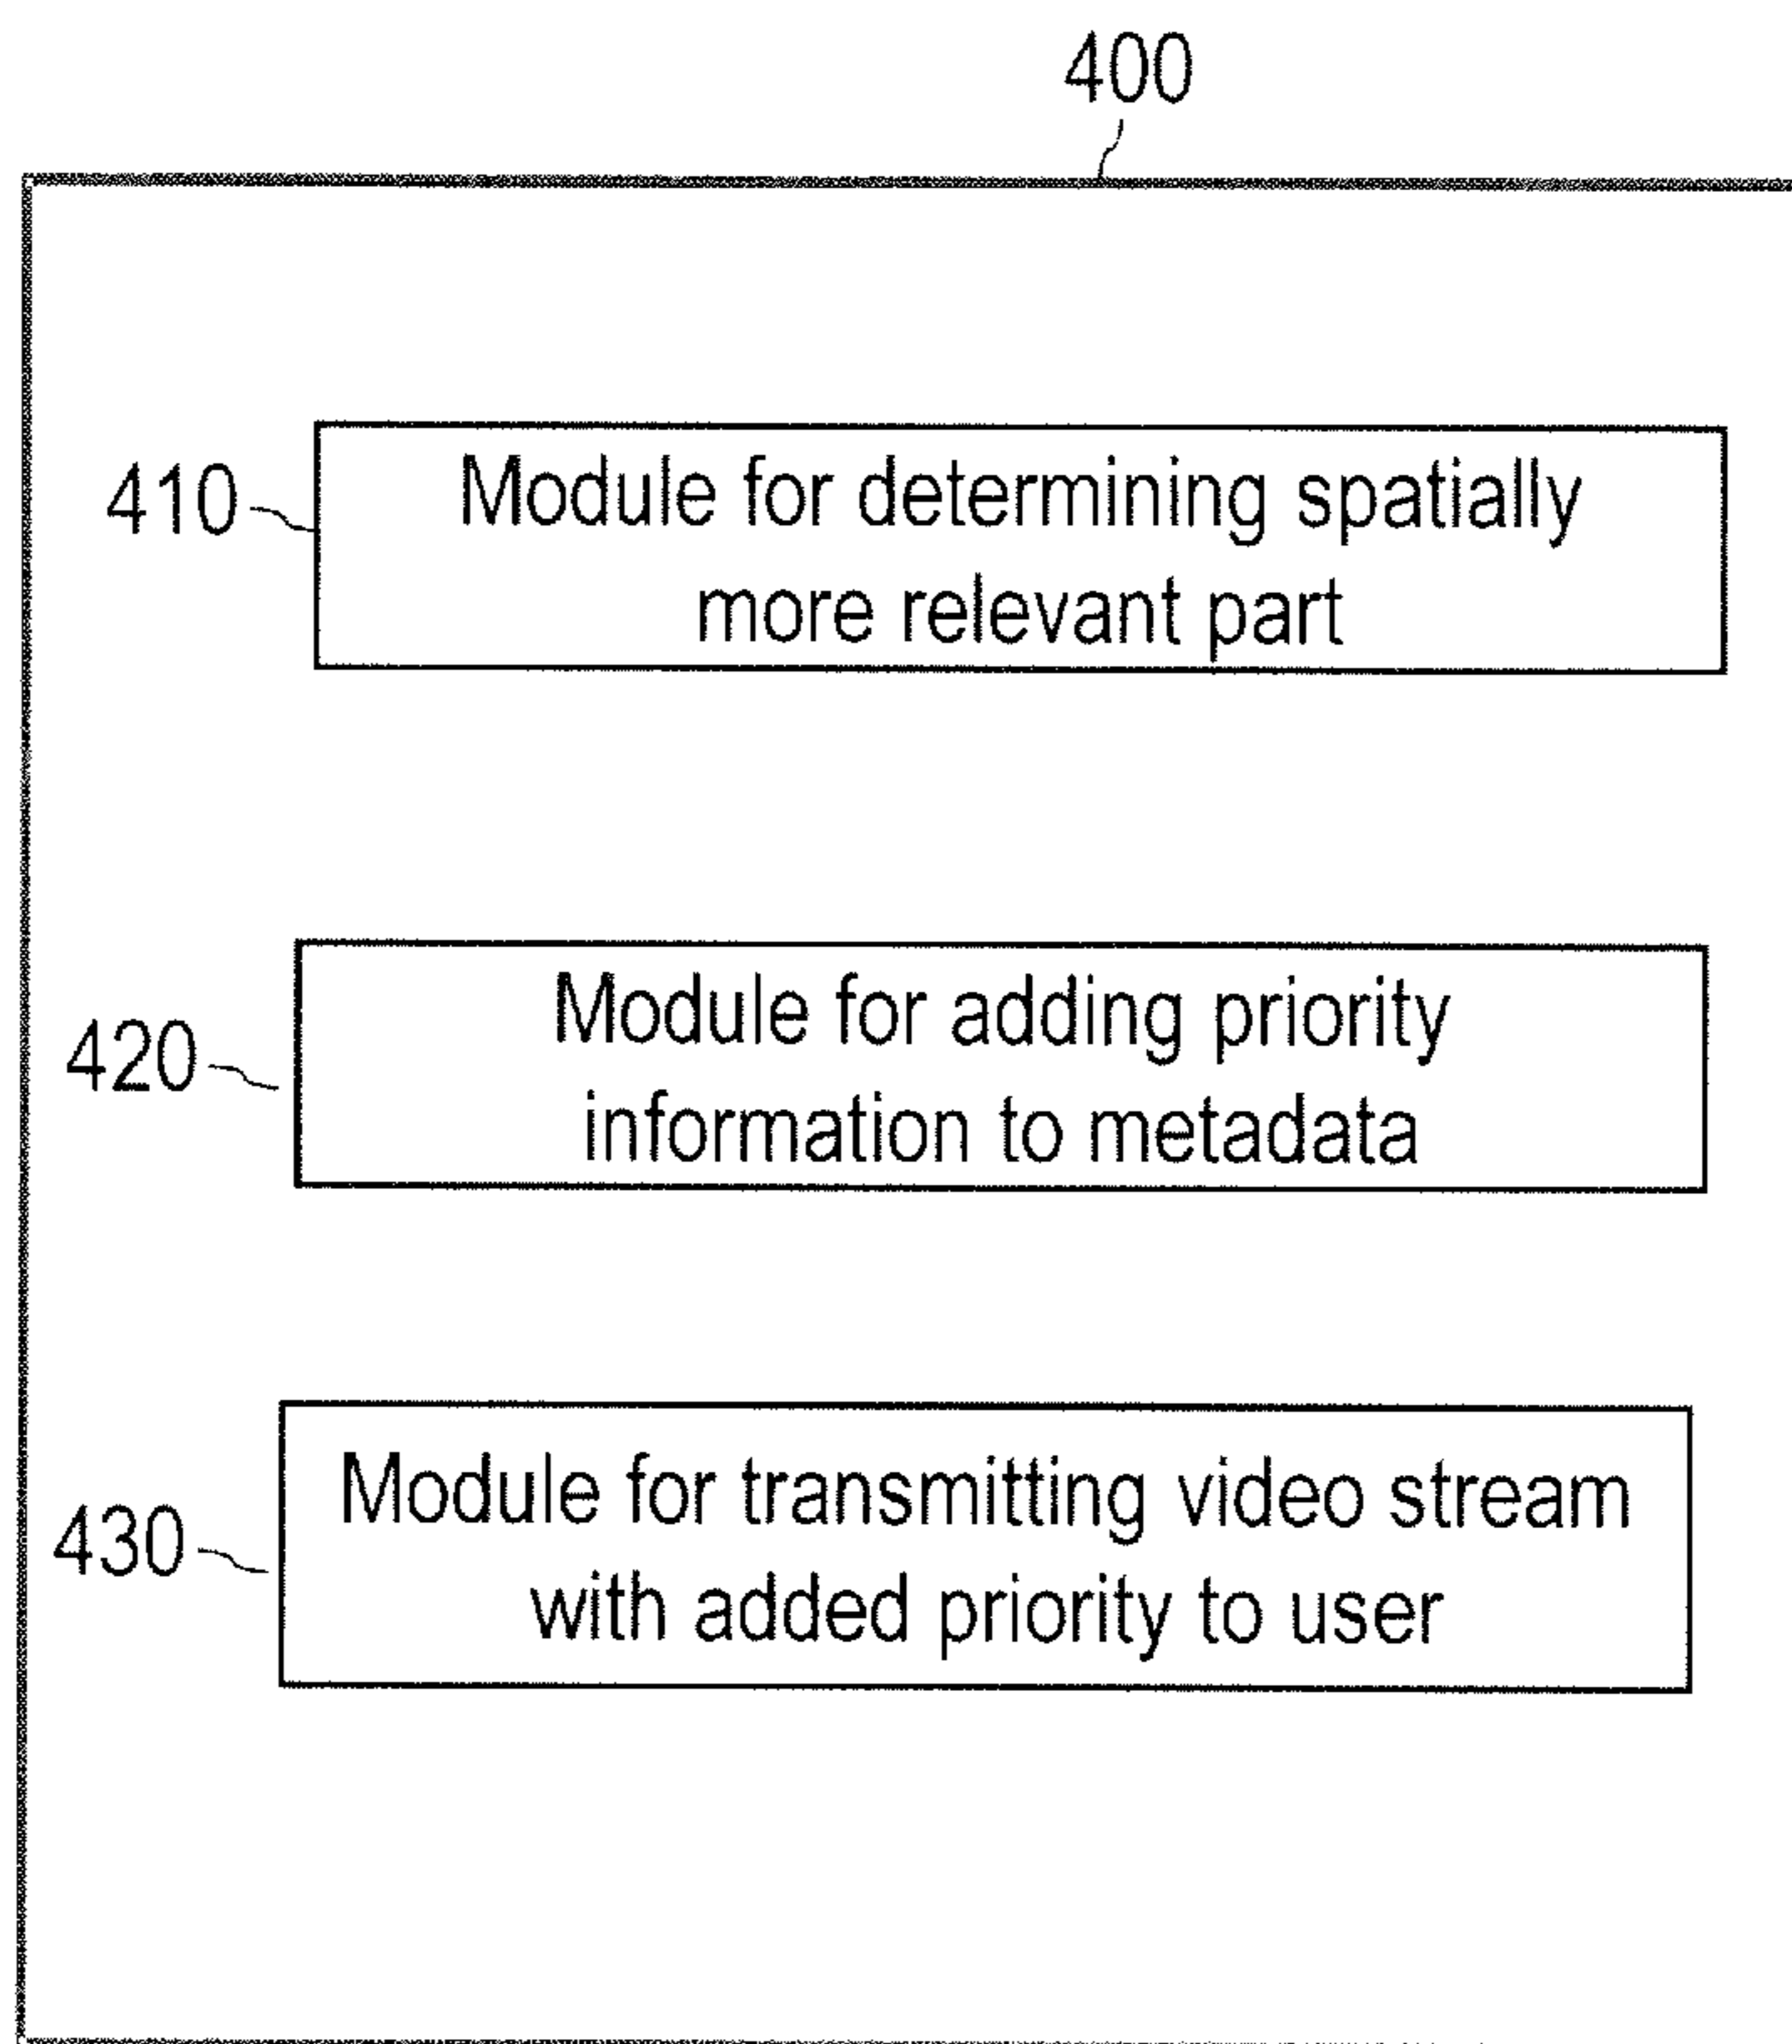 400
410
Module for determining spatially
more relevant part
420
Module for adding priority
information to metadata
430
Module for transmitting video stream
with added priority to user